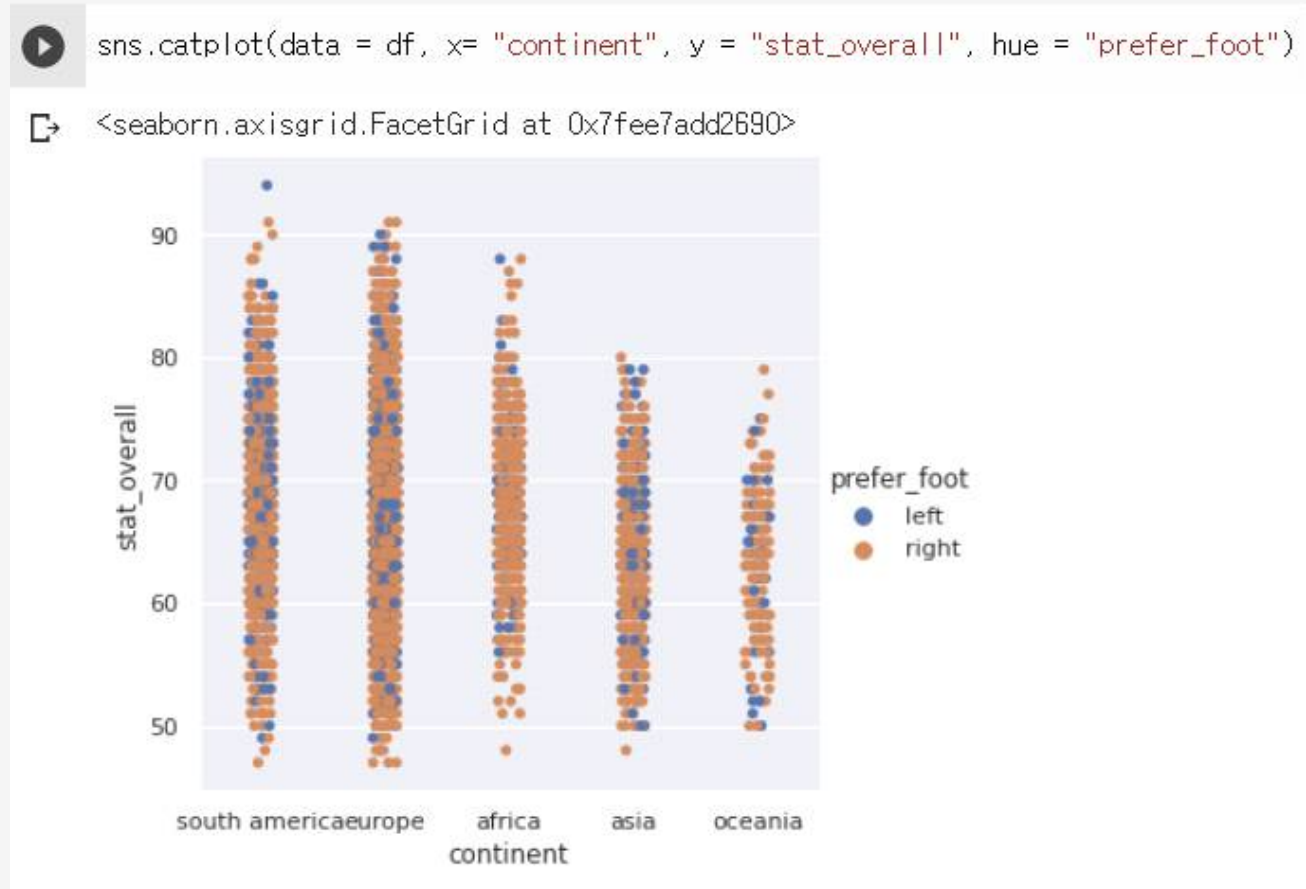 sns.catplot(data = df, x= "continent", y = "stat_overall", hue = "prefer_foot")
<seaborn.axisgrid.FacetGrid at 0x7fee7add2690>
90
80
70
60
50
stat_overall
prefer_foot
left
right
south americaeurope africa asia oceania
continent